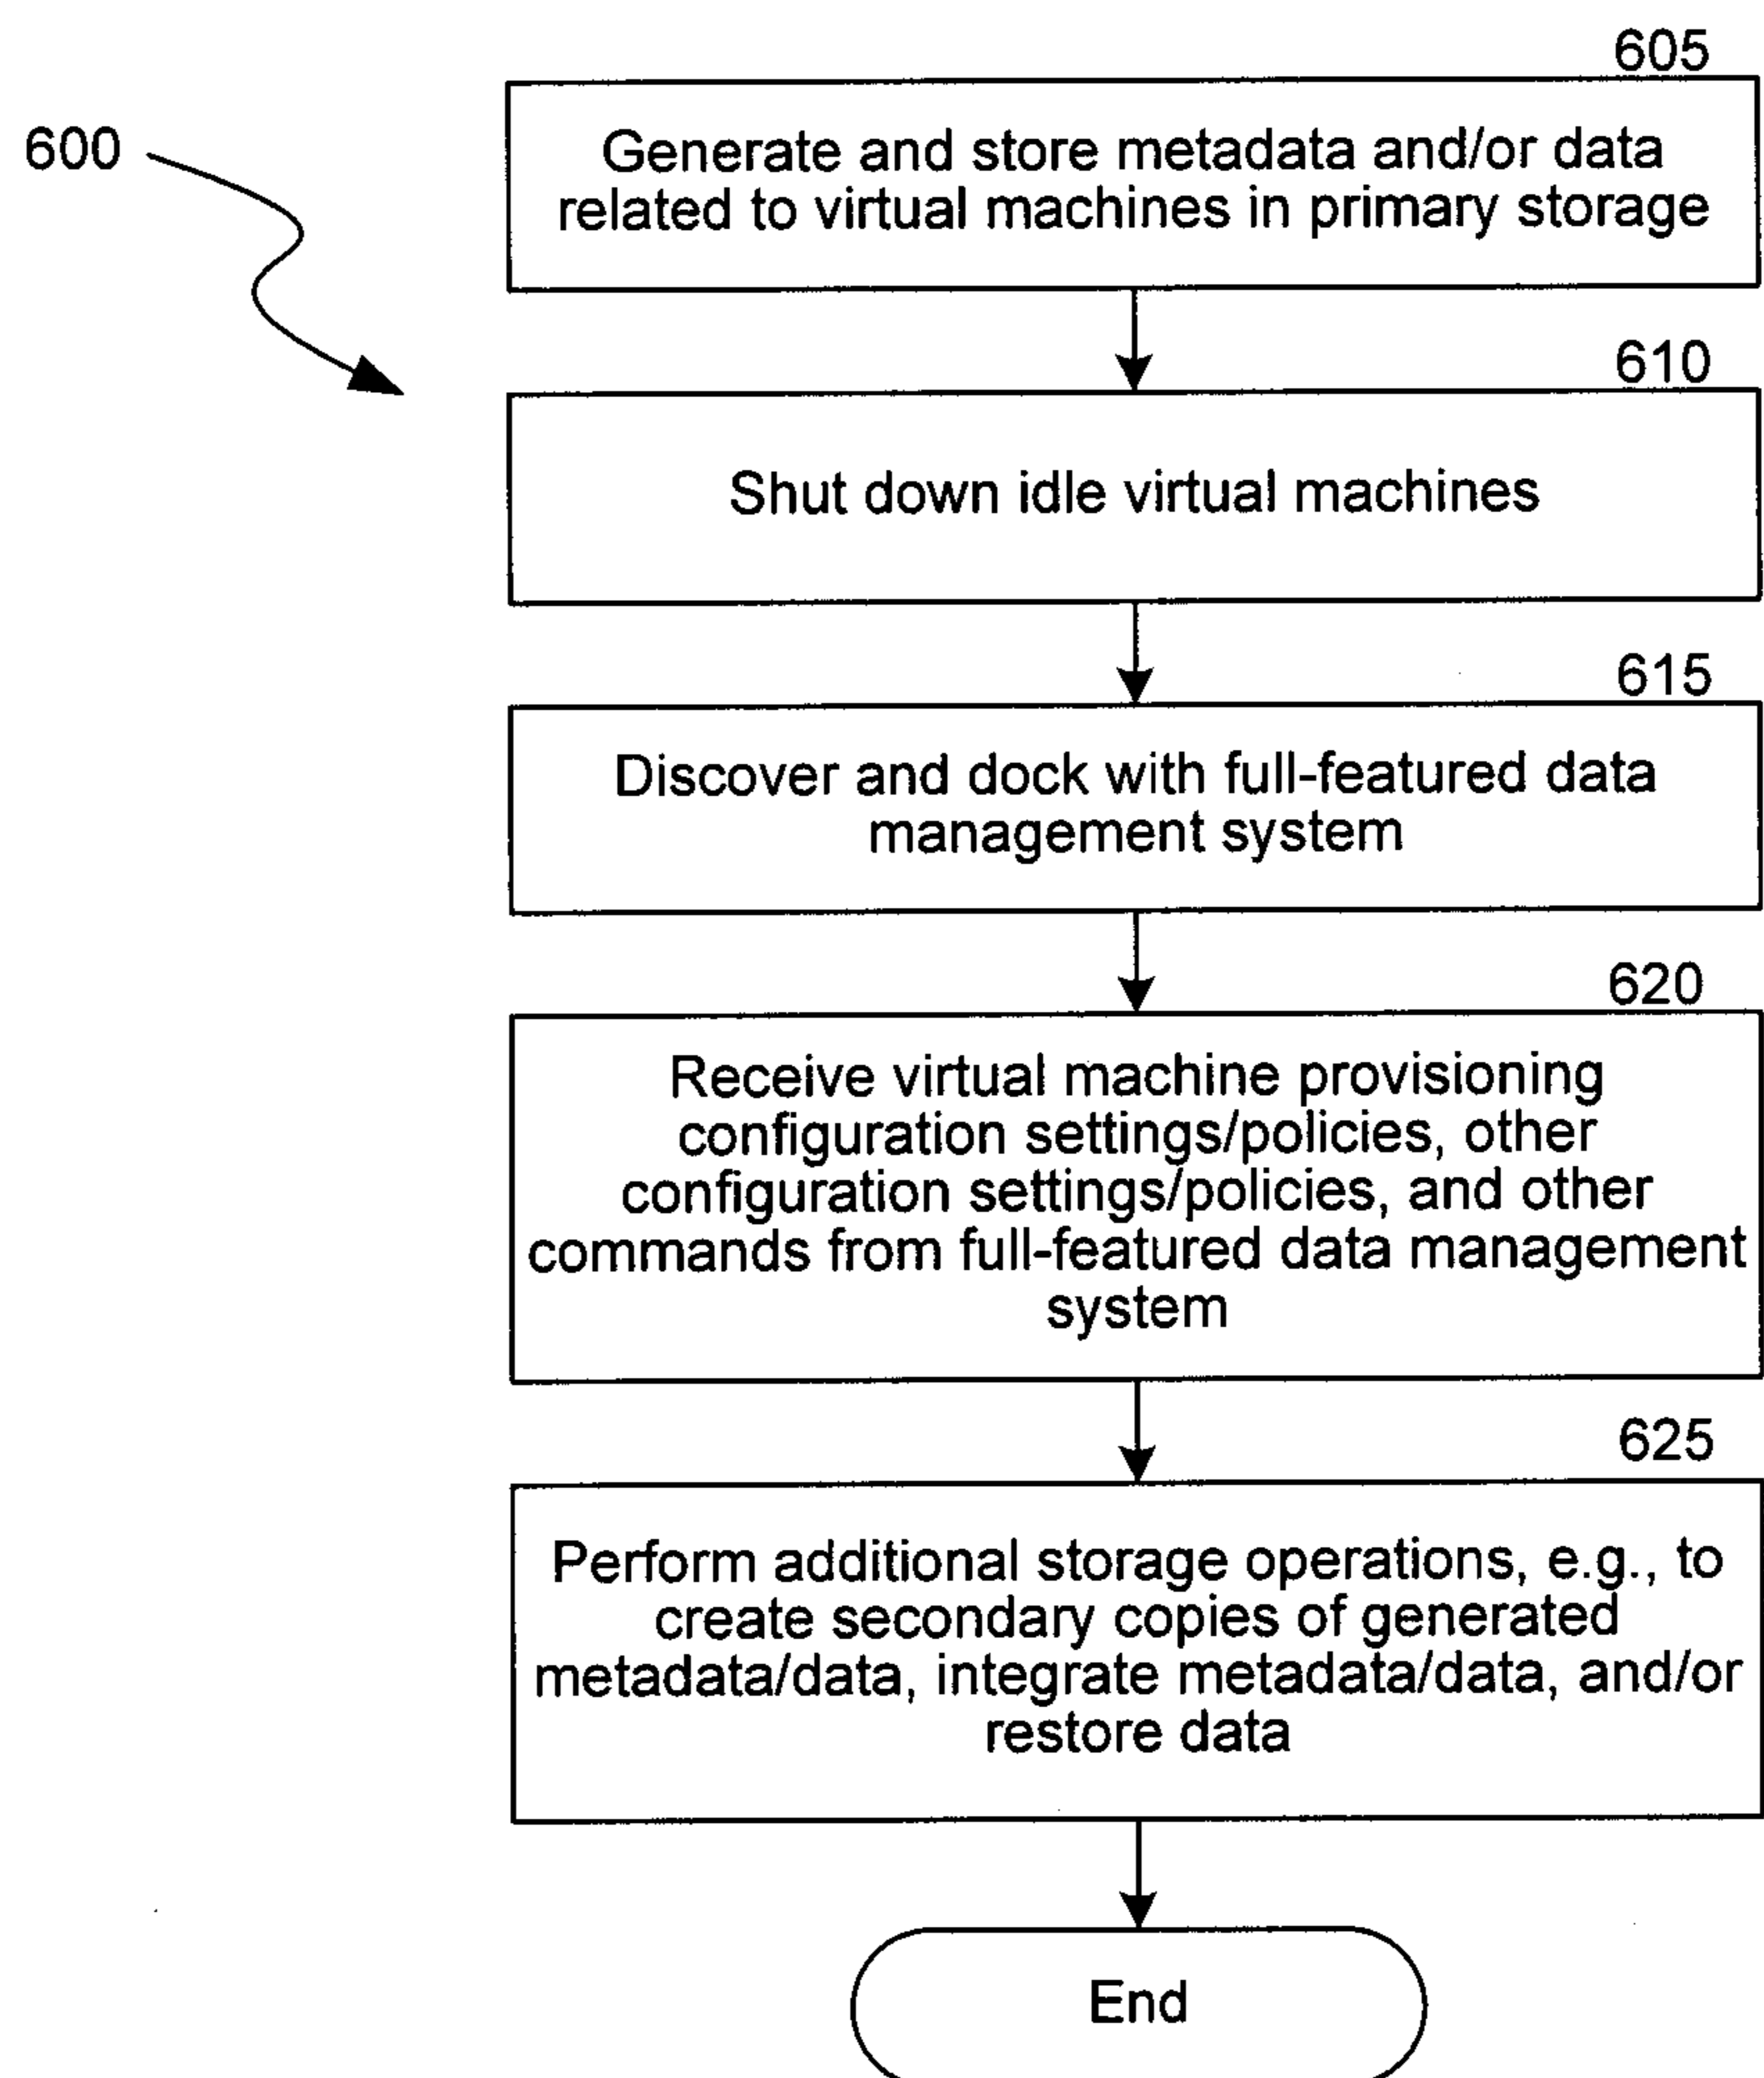 605
600
Generate and store metadata and/or data
related to virtual machines in primary storage
610
Shut down idle virtual machines
615
Discover and dock with full-featured data
management system
620
Receive virtual machine provisioning
configuration settings/policies, other
configuration settings/policies, and other
commands from full-featured data management
system
625
Perform additional storage operations, e.g., to
create secondary copies of generated
metadata/data, integrate metadata/data, and/or
restore data
End